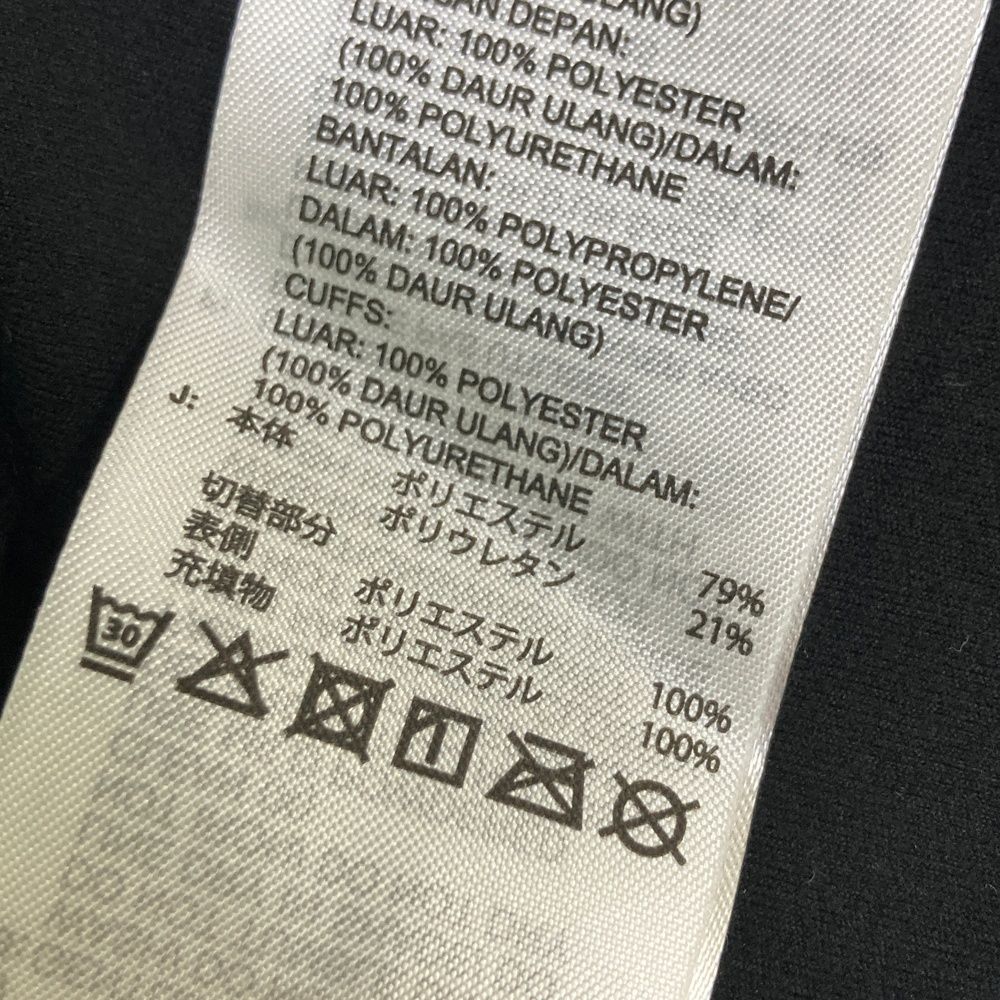 ULANG)
DEPAN:
LUAR: 100% POLYESTER
(100% DAUR ULANG)/DALAM:
100% POLYURETHANE
BANTALAN:
LUAR: 100% POLYPROPYLENE/
DALAM: 100% POLYESTER
(100% DAUR ULANG)
CUFFS:
LUAR: 100% POLYESTER
(100% DAUR ULANG)/DALAM:
100% POLYURETHANE
J: 本体
ポリエステル 79%
ポリウレタン 21%
切替部分
表側 ポリエステル 100%
充填物 ポリエステル 100%
30